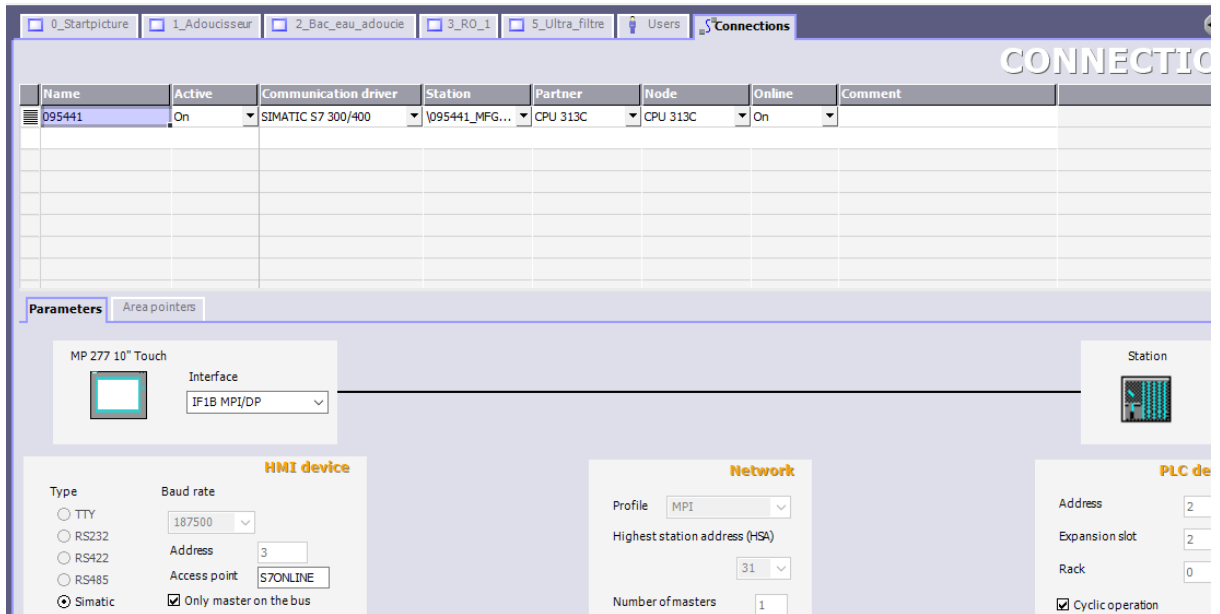 0_Startpicture 1_Adoucisseur 2_Bac_eau_adoucie 3_RO_1 5_Ultra_filtre Users Connections
CONNECTIO
Name Active Communication driver Station Partner Node Online Comment
095441 On SIMATIC S7 300/400 \095441_MFG... CPU 313C CPU 313C On
Parameters Area pointers
MP 277 10" Touch
Station
Interface
IF1B MPI/DP
HMI device
Type
Baud rate
TTY
187500
RS232
Address 3
RS422
Access point S7ONLINE
RS485
Simatic
Only master on the bus
Network
Profile MPI
Highest station address (HSA)
31
Number of masters 1
PLC de
Address 2
Expansion slot 2
Rack 0
Cyclic operation